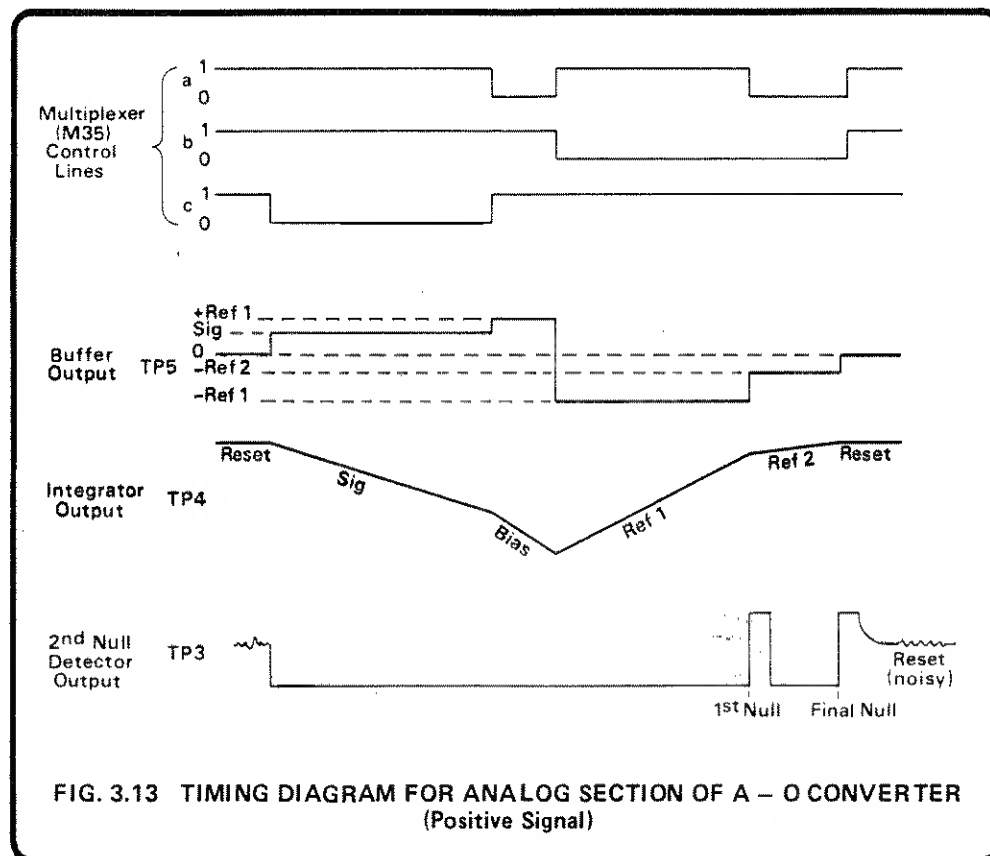 a 1
0
Multiplexer
(M35)
Control
Lines
b 1
0
c 1
0
+Ref 1
Sig
0
Buffer
Output TP5
–Ref 2
–Ref 1
Reset
Sig
Bias
Ref 1
Ref 2
Reset
Integrator
Output TP4
2nd Null
Detector
Output TP3
1st Null
Final Null
Reset
(noisy)
FIG. 3.13 TIMING DIAGRAM FOR ANALOG SECTION OF A – O CONVERTER
(Positive Signal)